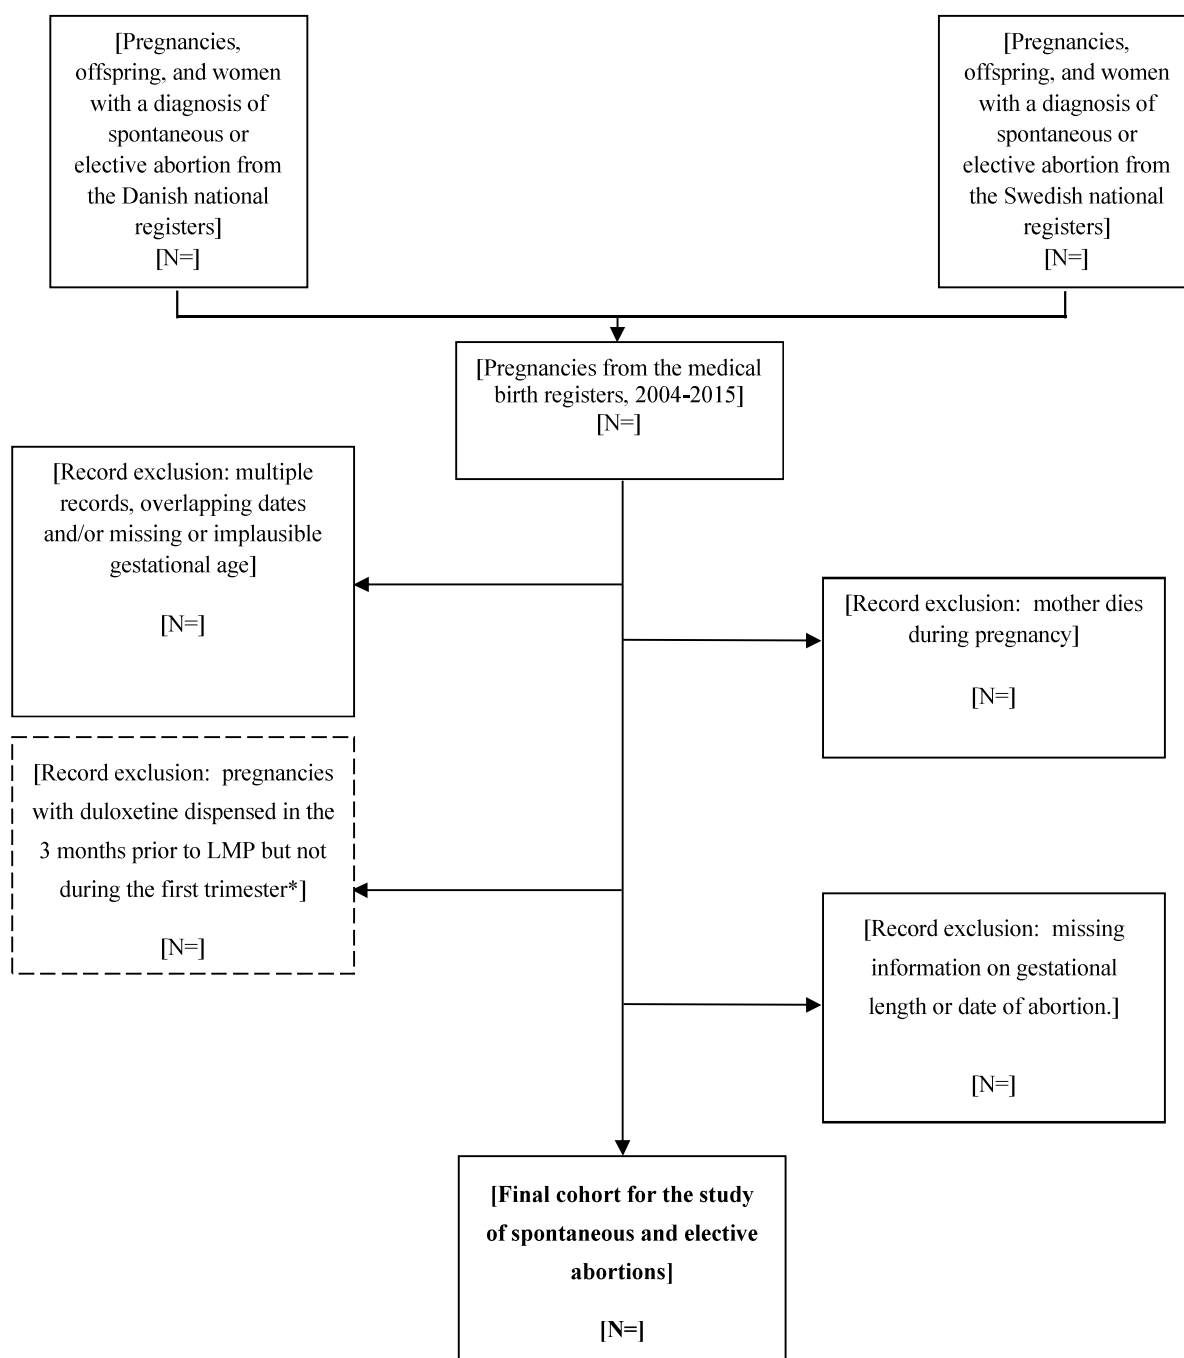 [Pregnancies,
offspring, and women
with a diagnosis of
spontaneous or
elective abortion from
the Danish national
registers]
[N=]
[Pregnancies,
offspring, and women
with a diagnosis of
spontaneous or
elective abortion from
the Swedish national
registers]
[N=]
[Pregnancies from the medical
birth registers, 2004-2015]
[N=]
[Record exclusion: multiple
records, overlapping dates
and/or missing or implausible
gestational age]
[N=]
[Record exclusion: mother dies
during pregnancy]
[N=]
[Record exclusion: pregnancies
with duloxetine dispensed in the
3 months prior to LMP but not
during the first trimester*]
[N=]
[Record exclusion: missing
information on gestational
length or date of abortion.]
[N=]
[Final cohort for the study
of spontaneous and elective
abortions]
[N=]